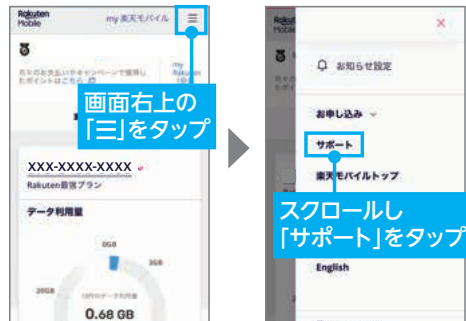 Rakuten
Mobile
my 楽天モバイル
画面右上の
「三」をタップ
XXX-XXXX-XXXX
Rakuten最強プラン
データ利用量
0GB
3GB
20GB
0.68 GB
お知らせ設定
お申し込み
サポート
楽天モバイルトップ
スクロールし
「サポート」をタップ
English